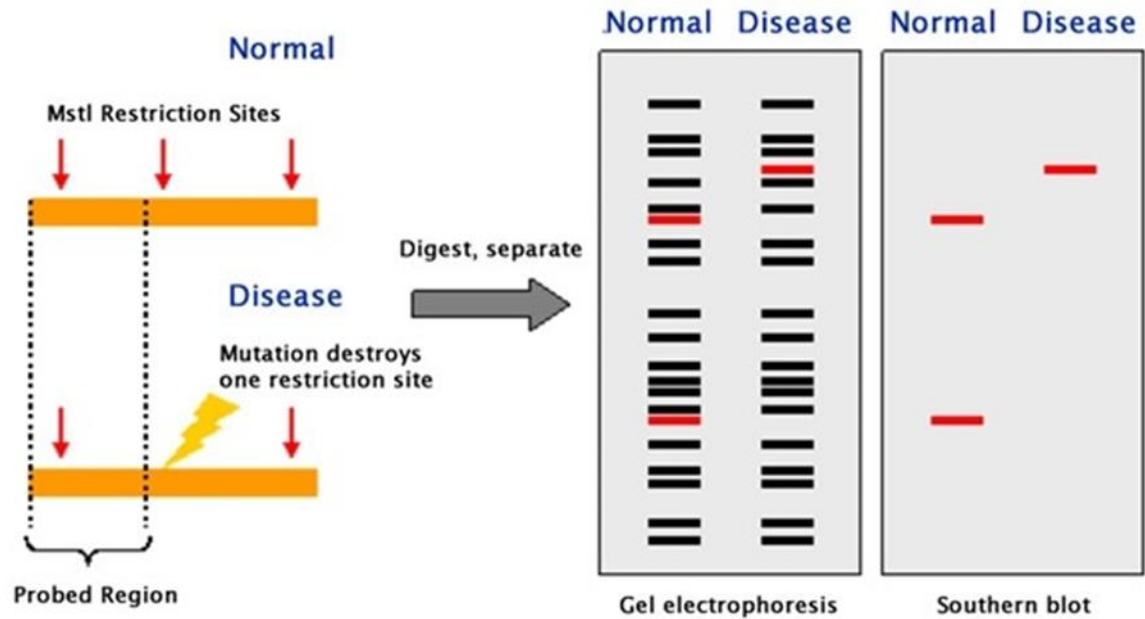 Normal
MstI Restriction Sites
Disease
Mutation destroys
one restriction site
Probed Region
Digest, separate
Normal Disease
Gel electrophoresis
Normal Disease
Southern blot